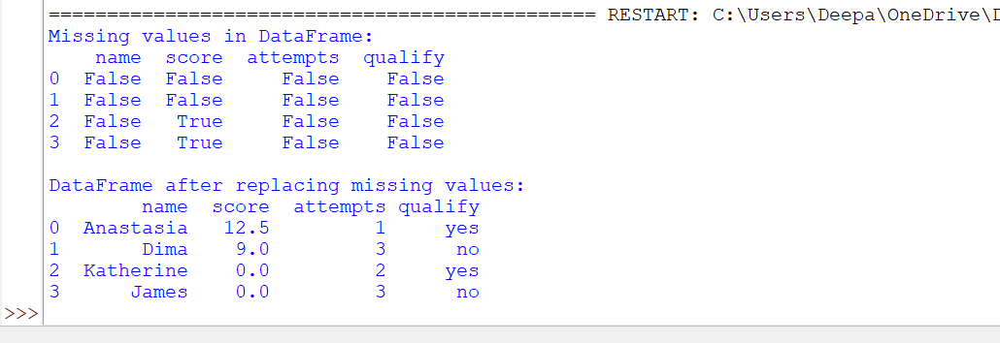 =============================================== RESTART: C:\Users\Deepa\OneDrive\D
Missing values in DataFrame:
    name  score  attempts  qualify
0  False  False     False    False
1  False  False     False    False
2  False   True     False    False
3  False   True     False    False
DataFrame after replacing missing values:
        name  score  attempts qualify
0  Anastasia   12.5         1     yes
1       Dima    9.0         3      no
2  Katherine    0.0         2     yes
3      James    0.0         3      no
>>>